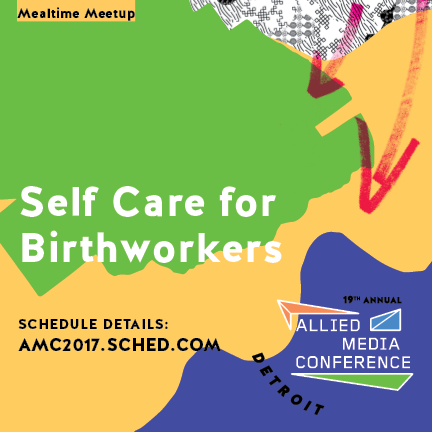 Mealtime Meetup
Self Care for
Birthworkers
SCHEDULE DETAILS:
AMC2017.SCHED.COM
19TH ANNUAL
ALLIED
MEDIA
CONFERENCE
DETROIT